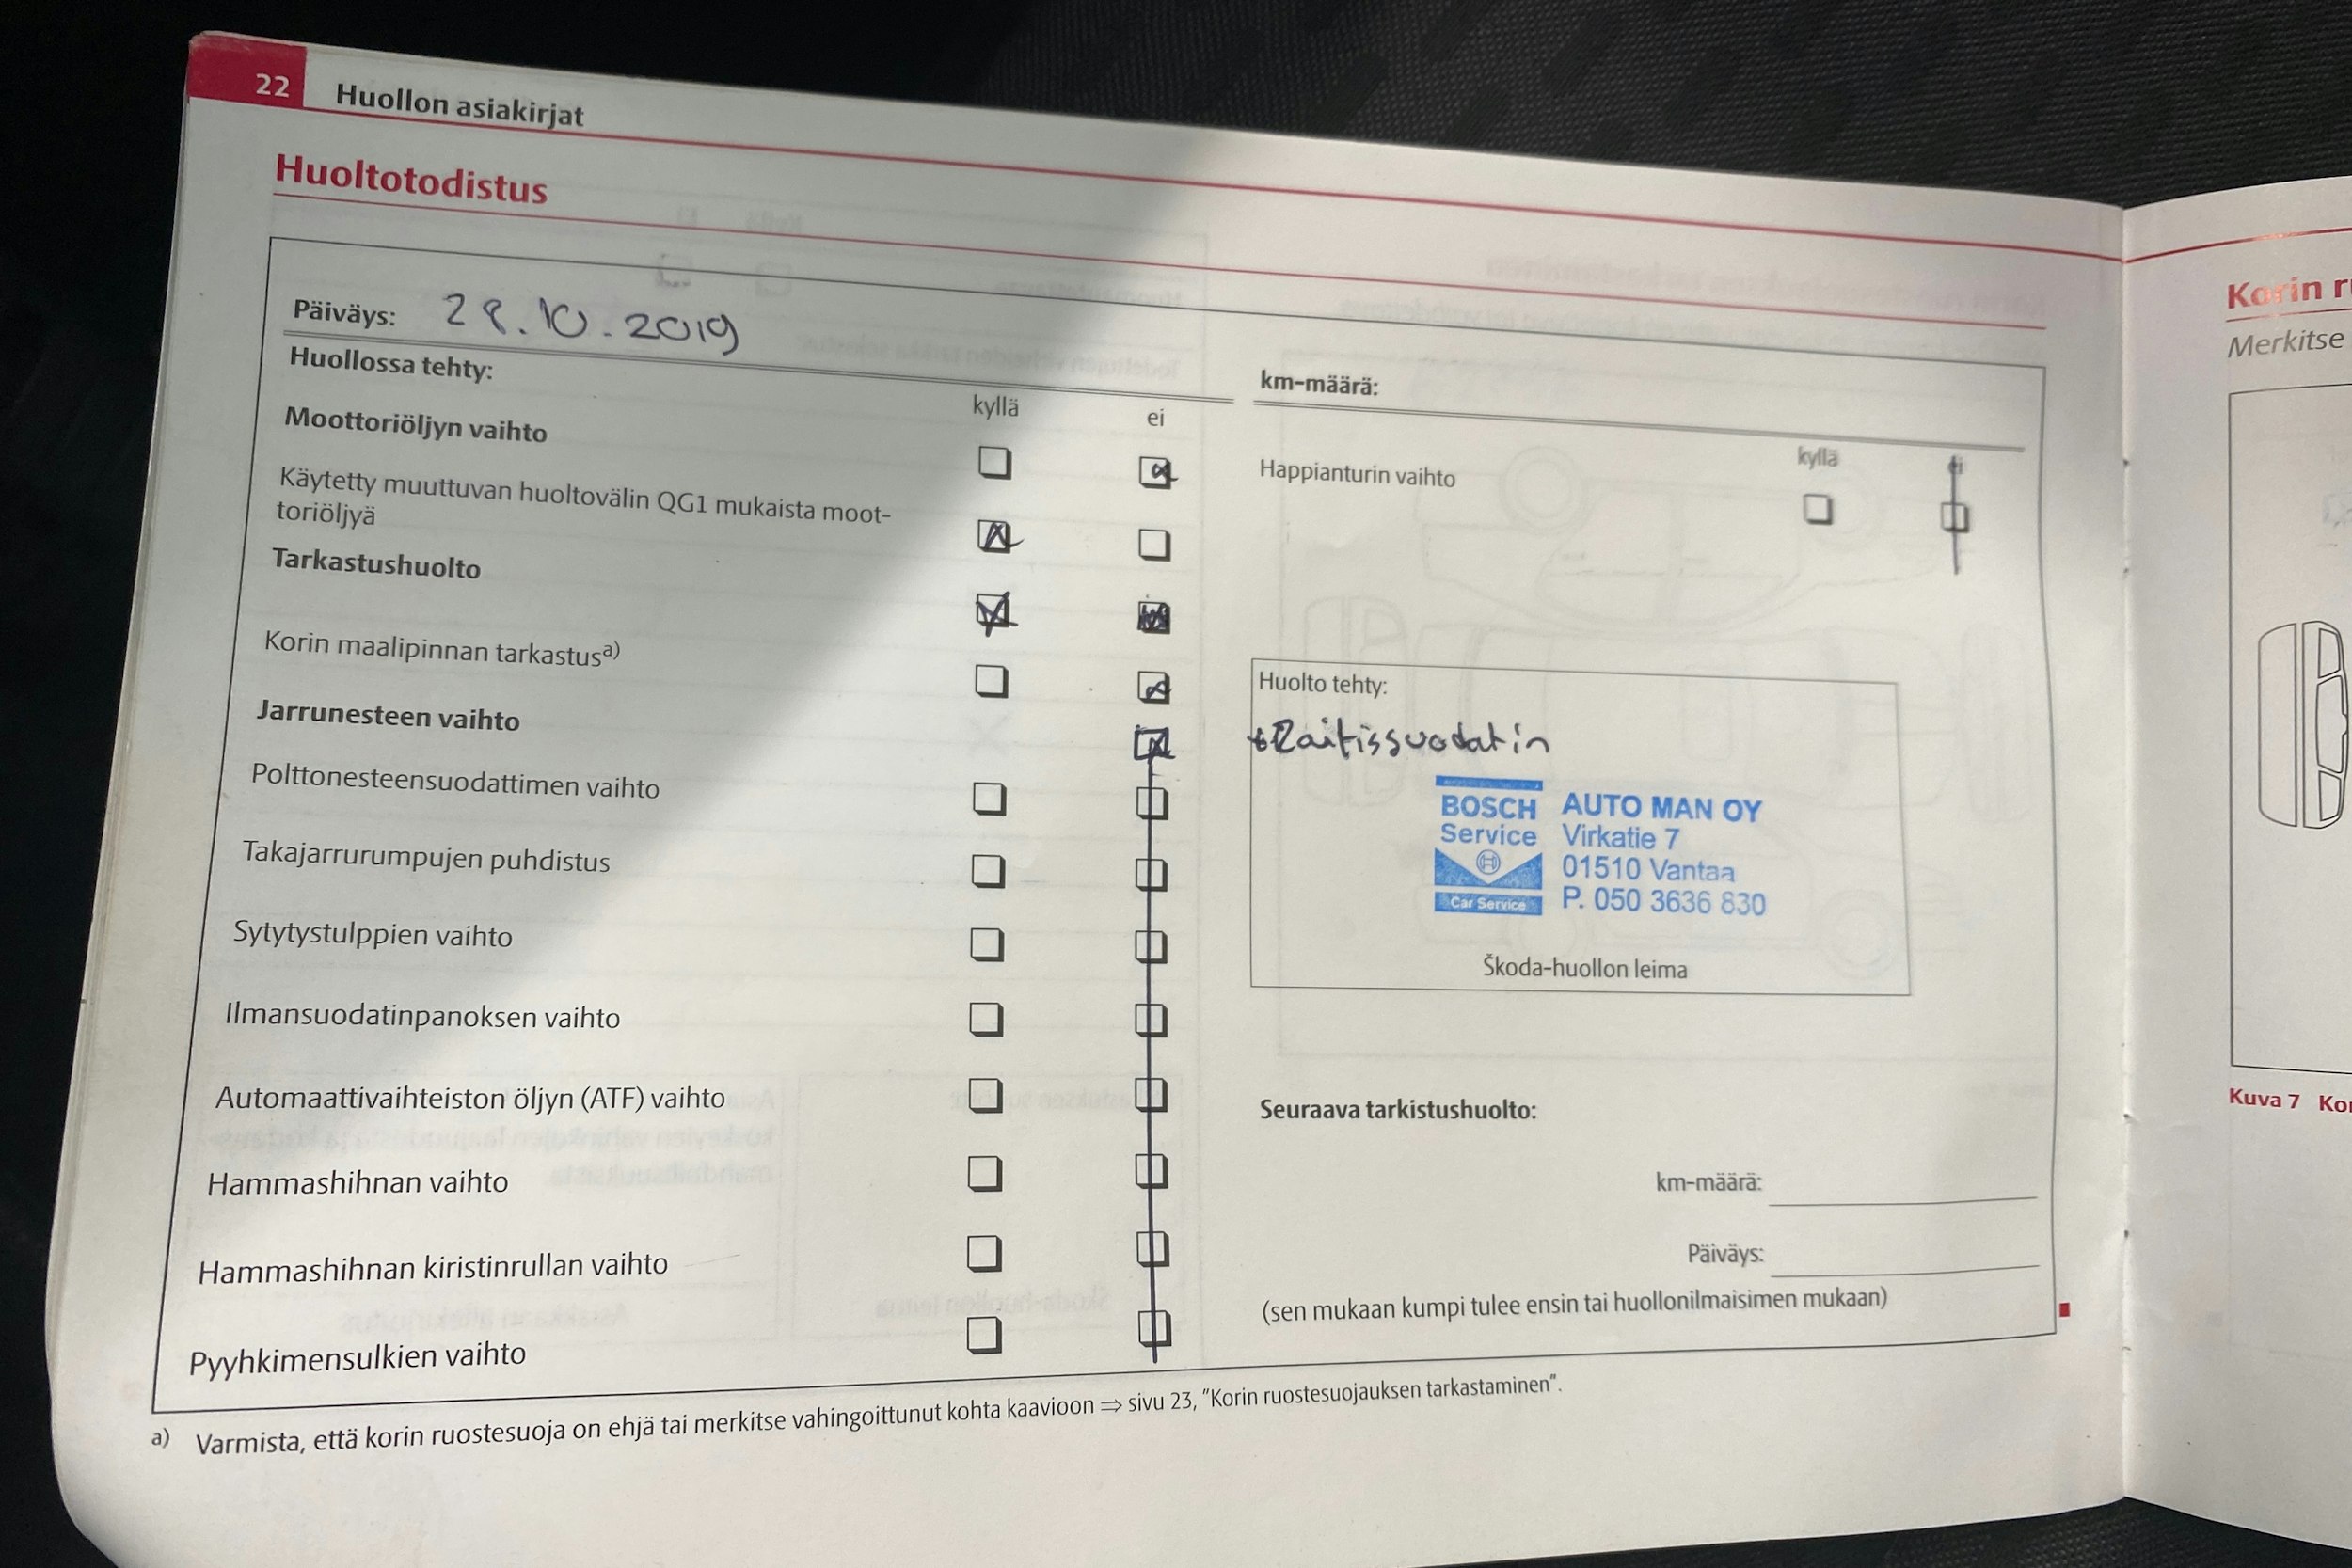 22 Huollon asiakirjat
Huoltotodistus
Päiväys: 28.10.2019
Huollossa tehty:
kyllä ei
Moottoriöljyn vaihto
Käytetty muuttuvan huoltovälin QG1 mukaista moot-
toriöljyä
Tarkastushuolto
Korin maalipinnan tarkastusa)
Jarrunesteen vaihto
Polttonesteensuodattimen vaihto
Takajarrurumpujen puhdistus
Sytytystulppien vaihto
Ilmansuodatinpanoksen vaihto
Automaattivaihteiston öljyn (ATF) vaihto
Hammashihnan vaihto
Hammashihnan kiristinrullan vaihto
Pyyhkimensulkien vaihto
km-määrä:
kyllä ei
Happianturin vaihto
Huolto tehty:
+Raitissuodatin
BOSCH
Service
Car Service
AUTO MAN OY
Virkatie 7
01510 Vantaa
P. 050 3636 830
Škoda-huollon leima
Seuraava tarkistushuolto:
km-määrä:
Päiväys:
(sen mukaan kumpi tulee ensin tai huollonilmaisimen mukaan)
a) Varmista, että korin ruostesuoja on ehjä tai merkitse vahingoittunut kohta kaavioon ⇒ sivu 23, "Korin ruostesuojauksen tarkastaminen".
Korin
Merkitse
Kuva 7